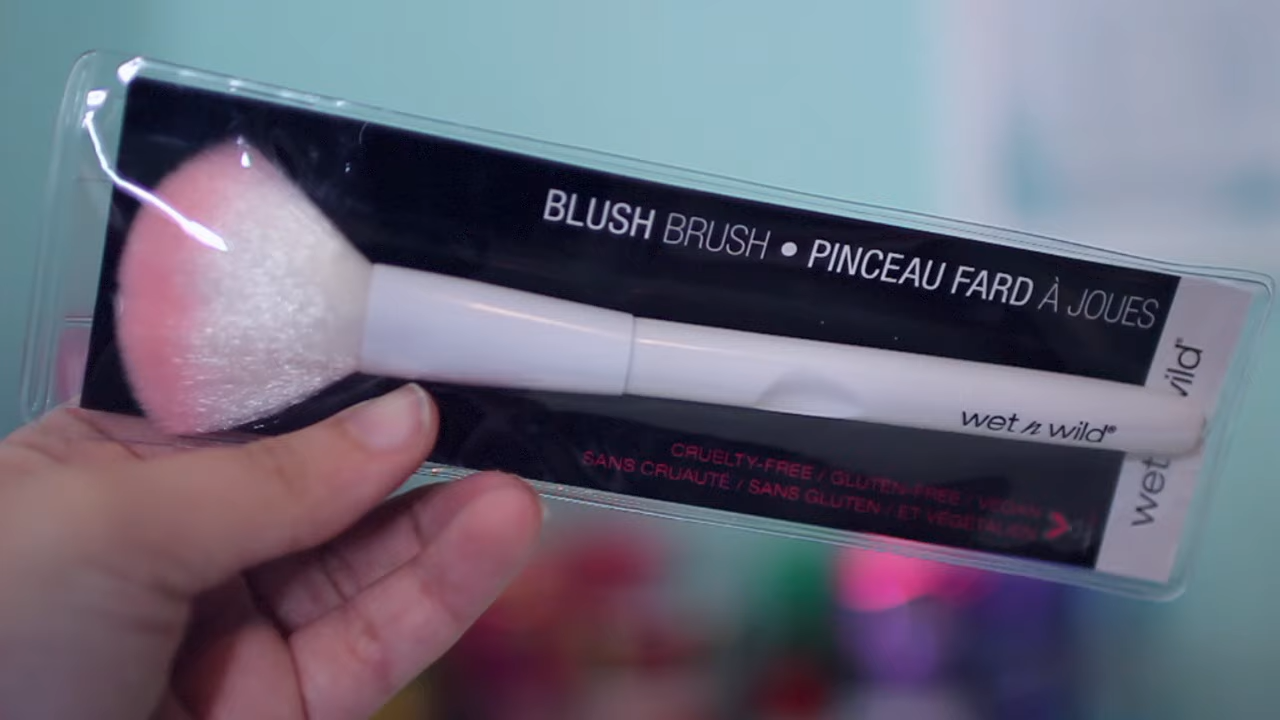 BLUSH BRUSH • PINCEAU FARD À JOUES
wet n wild®
CRUELTY-FREE / GLUTEN-FREE / VEGAN
SANS CRUAUTÉ / SANS GLUTEN / ET VÉGÉTALIEN
wet